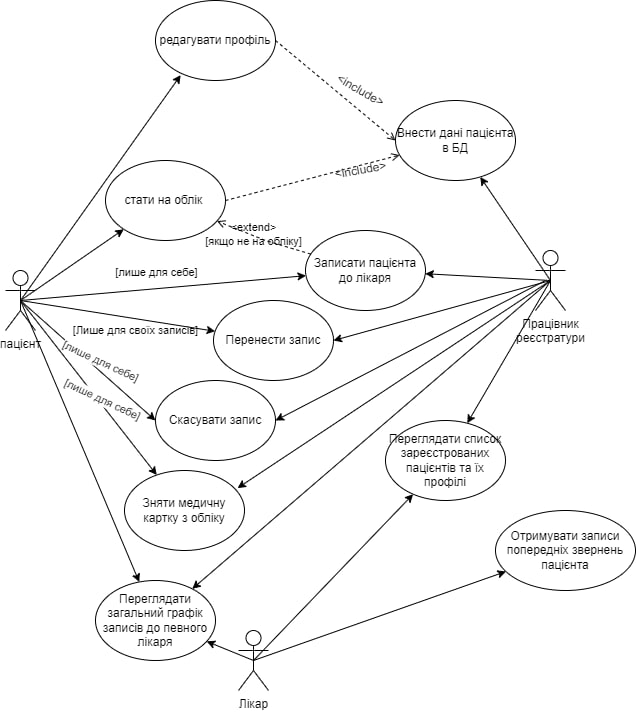 редагувати профіль
<include>
Внести дані пацієнта
в БД
<include>
стати на облік
<extend>
[якщо не на обліку]
[лише для себе]
Записати пацієнта
до лікаря
пацієнт
[Лише для своїх записів]
Перенести запис
Працівник
реєстратури
[лише для себе]
[лише для себе]
Скасувати запис
Переглядати список
зареєстрованих
пацієнтів та їх
профілі
Зняти медичну
картку з обліку
Отримувати записи
попередніх звернень
пацієнта
Переглядати
загальний графік
записів до певного
лікаря
Лікар